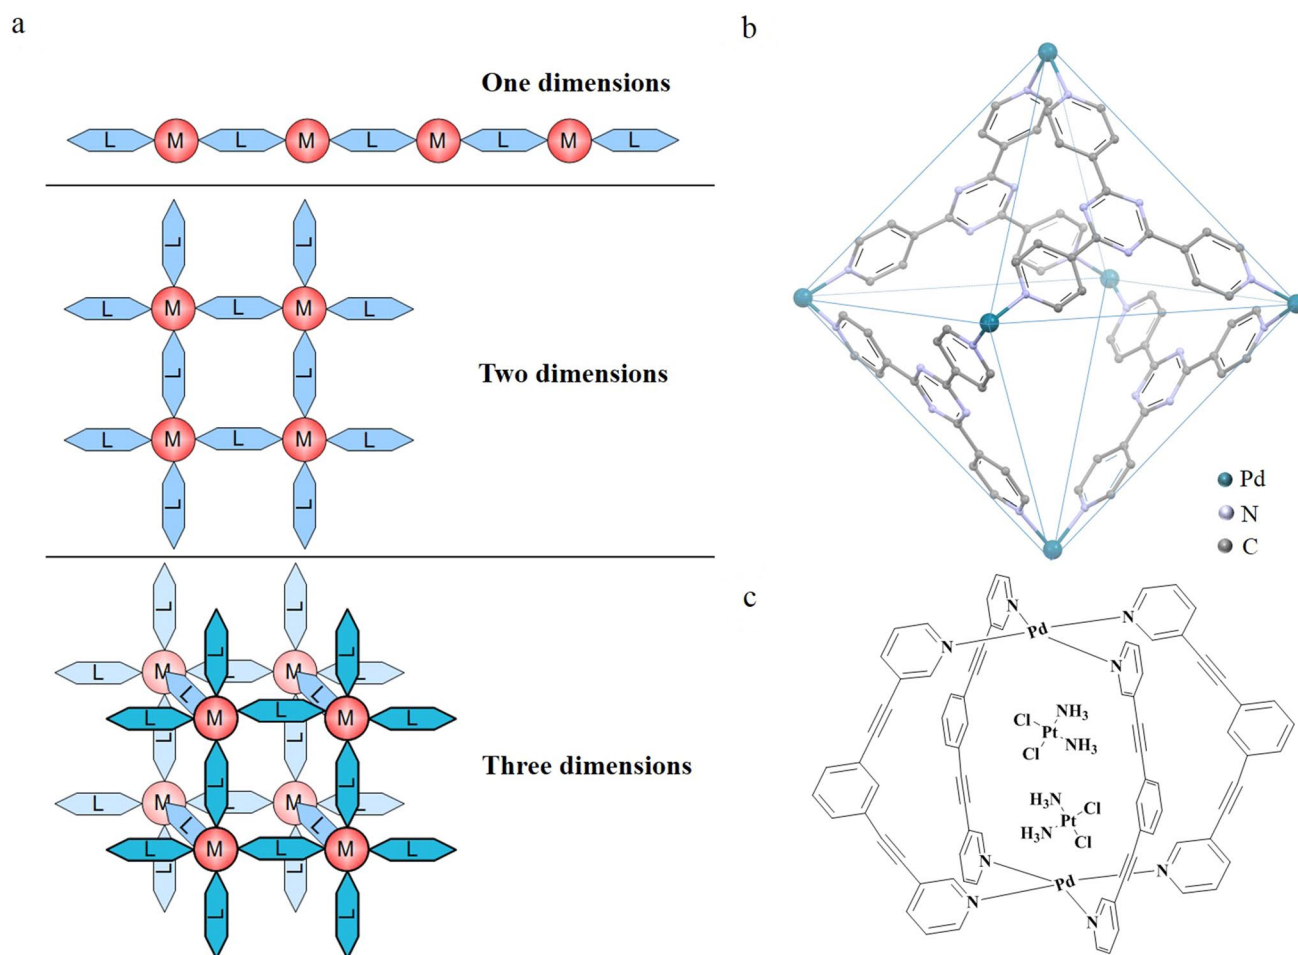 a
One dimensions
L M L M L M L M L
Two dimensions
L L
L M L M L
L L
L M L M L
L L
Three dimensions
L L
L L
L M L M L
L L
L M L M L
L L
L M L M L
L L
L M L M L
L L
b
Pd
N
C
c
N Pd N
N N
Cl NH3
Pt
Cl NH3
H3N Cl
Pt
H3N Cl
N N
Pd
N N